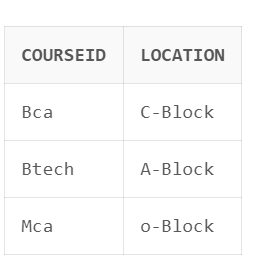 COURSEID LOCATION
Bca C-Block
Btech A-Block
Mca o-Block